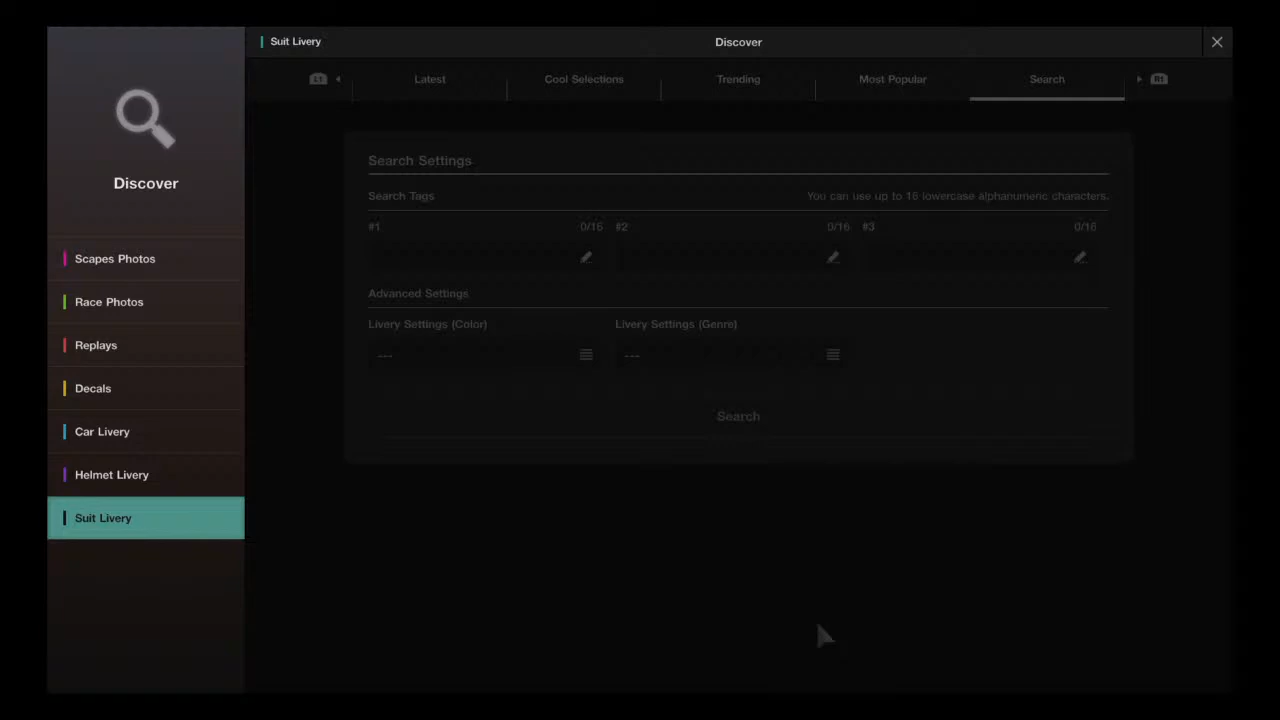 Suit Livery
Discover
L1
Latest
Cool Selections
Trending
Most Popular
Search
R1
Discover
Scapes Photos
Race Photos
Replays
Decals
Car Livery
Helmet Livery
Suit Livery
Search Settings
Search Tags
You can use up to 16 lowercase alphanumeric characters.
#1 0/16 #2 0/16 #3 0/16
Advanced Settings
Livery Settings (Color) Livery Settings (Genre)
--- ---
Search